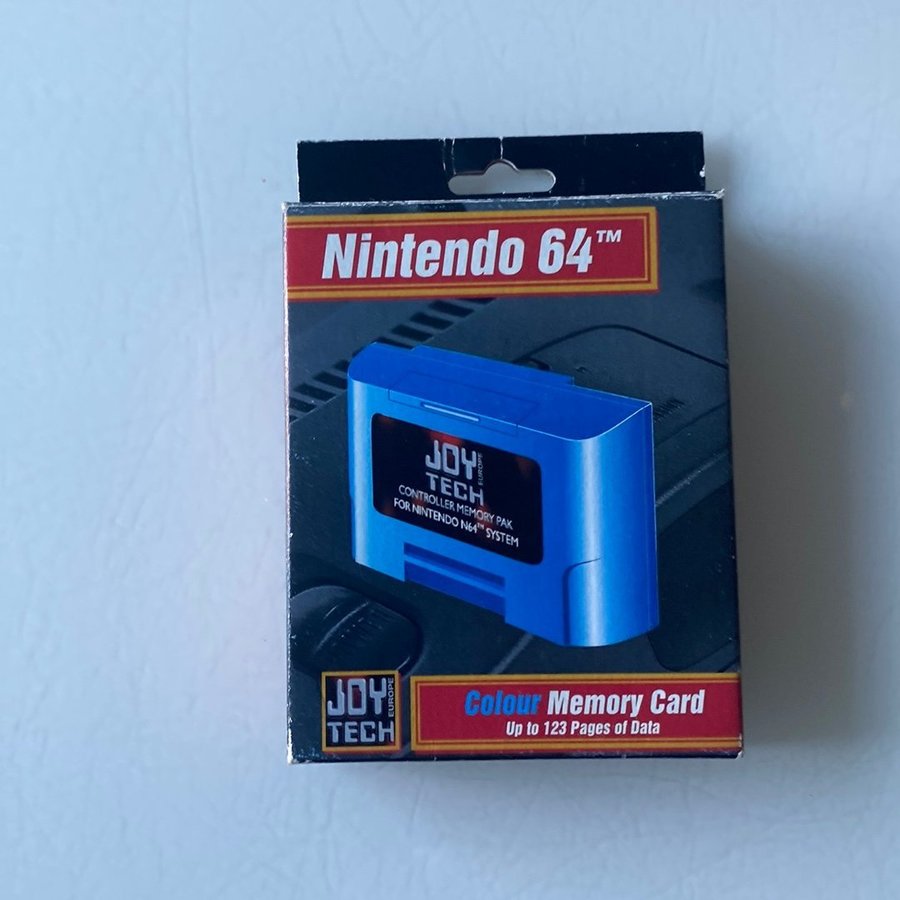 Nintendo 64™
JOY
TECH
EUROPE
CONTROLLER MEMORY PAK
FOR NINTENDO N64™ SYSTEM
JOY
TECH
EUROPE
Colour Memory Card
Up to 123 Pages of Data